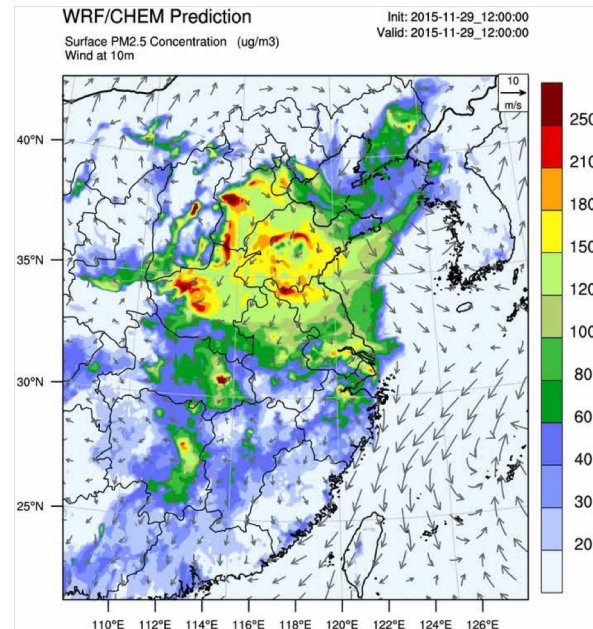 WRF/CHEM Prediction
Init: 2015-11-29_12:00:00
Valid: 2015-11-29_12:00:00
Surface PM2.5 Concentration (ug/m3)
Wind at 10m
10
m/s
40°N
35°N
30°N
25°N
110°E 112°E 114°E 116°E 118°E 120°E 122°E 124°E 126°E
250
210
180
150
120
100
80
60
40
30
20